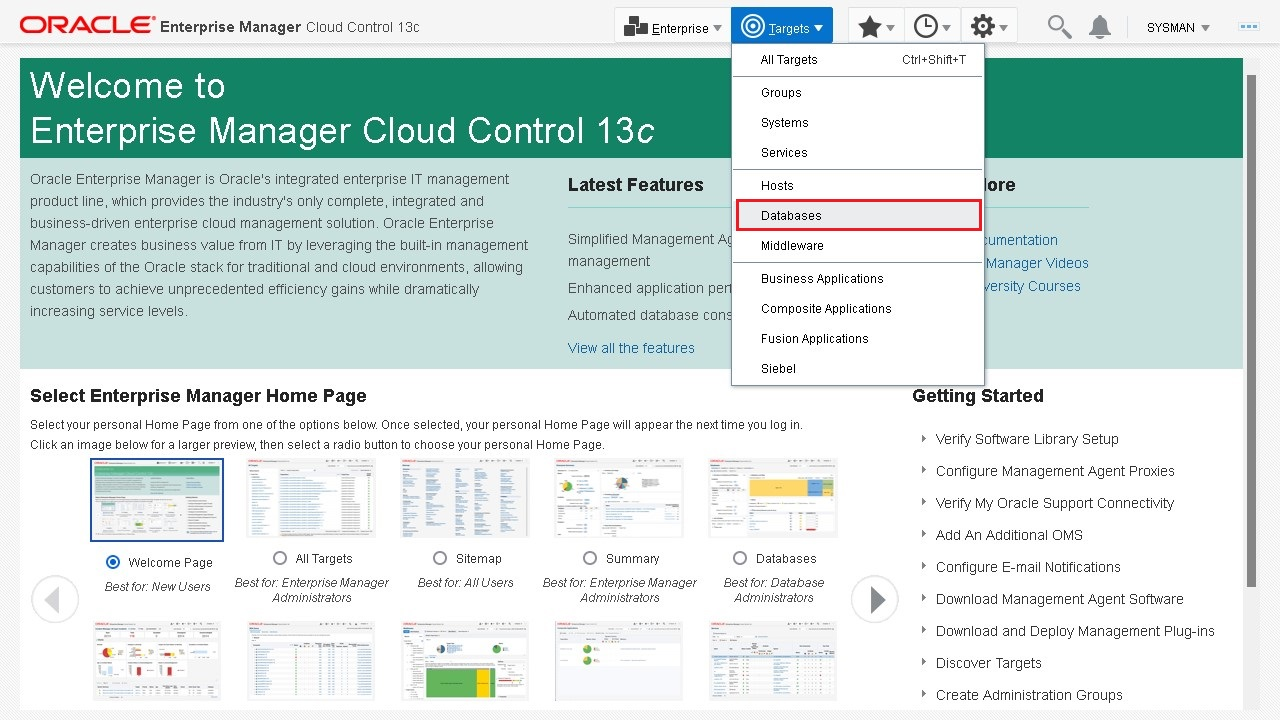 ORACLE® Enterprise Manager Cloud Control 13c
Enterprise
Targets
SYSMAN
All Targets Ctrl+Shift+T
Groups
Systems
Services
Hosts
Databases
Middleware
Business Applications
Composite Applications
Fusion Applications
Siebel
Welcome to
Enterprise Manager Cloud Control 13c
Oracle Enterprise Manager is Oracle's integrated enterprise IT management
product line, which provides the industry's only complete, integrated and
business-driven enterprise cloud management solution. Oracle Enterprise
Manager creates business value from IT by leveraging the built-in management
capabilities of the Oracle stack for traditional and cloud environments, allowing
customers to achieve unprecedented efficiency gains while dramatically
increasing service levels.
Latest Features
Simplified Management Ag
management
Enhanced application perf
Automated database cons
View all the features
ore
cumentation
Manager Videos
versity Courses
Select Enterprise Manager Home Page
Select your personal Home Page from one of the options below. Once selected, your personal Home Page will appear the next time you log in.
Click an image below for a larger preview, then select a radio button to choose your personal Home Page.
Welcome Page
Best for: New Users
All Targets
Best for: Enterprise Manager
Administrators
Sitemap
Best for: All Users
Summary
Best for: Enterprise Manager
Administrators
Databases
Best for: Database
Administrators
Getting Started
Verify Software Library Setup
Configure Management Agent Proxies
Verify My Oracle Support Connectivity
Add An Additional OMS
Configure E-mail Notifications
Download Management Agent Software
Download and Deploy Management Plug-ins
Discover Targets
Create Administration Groups